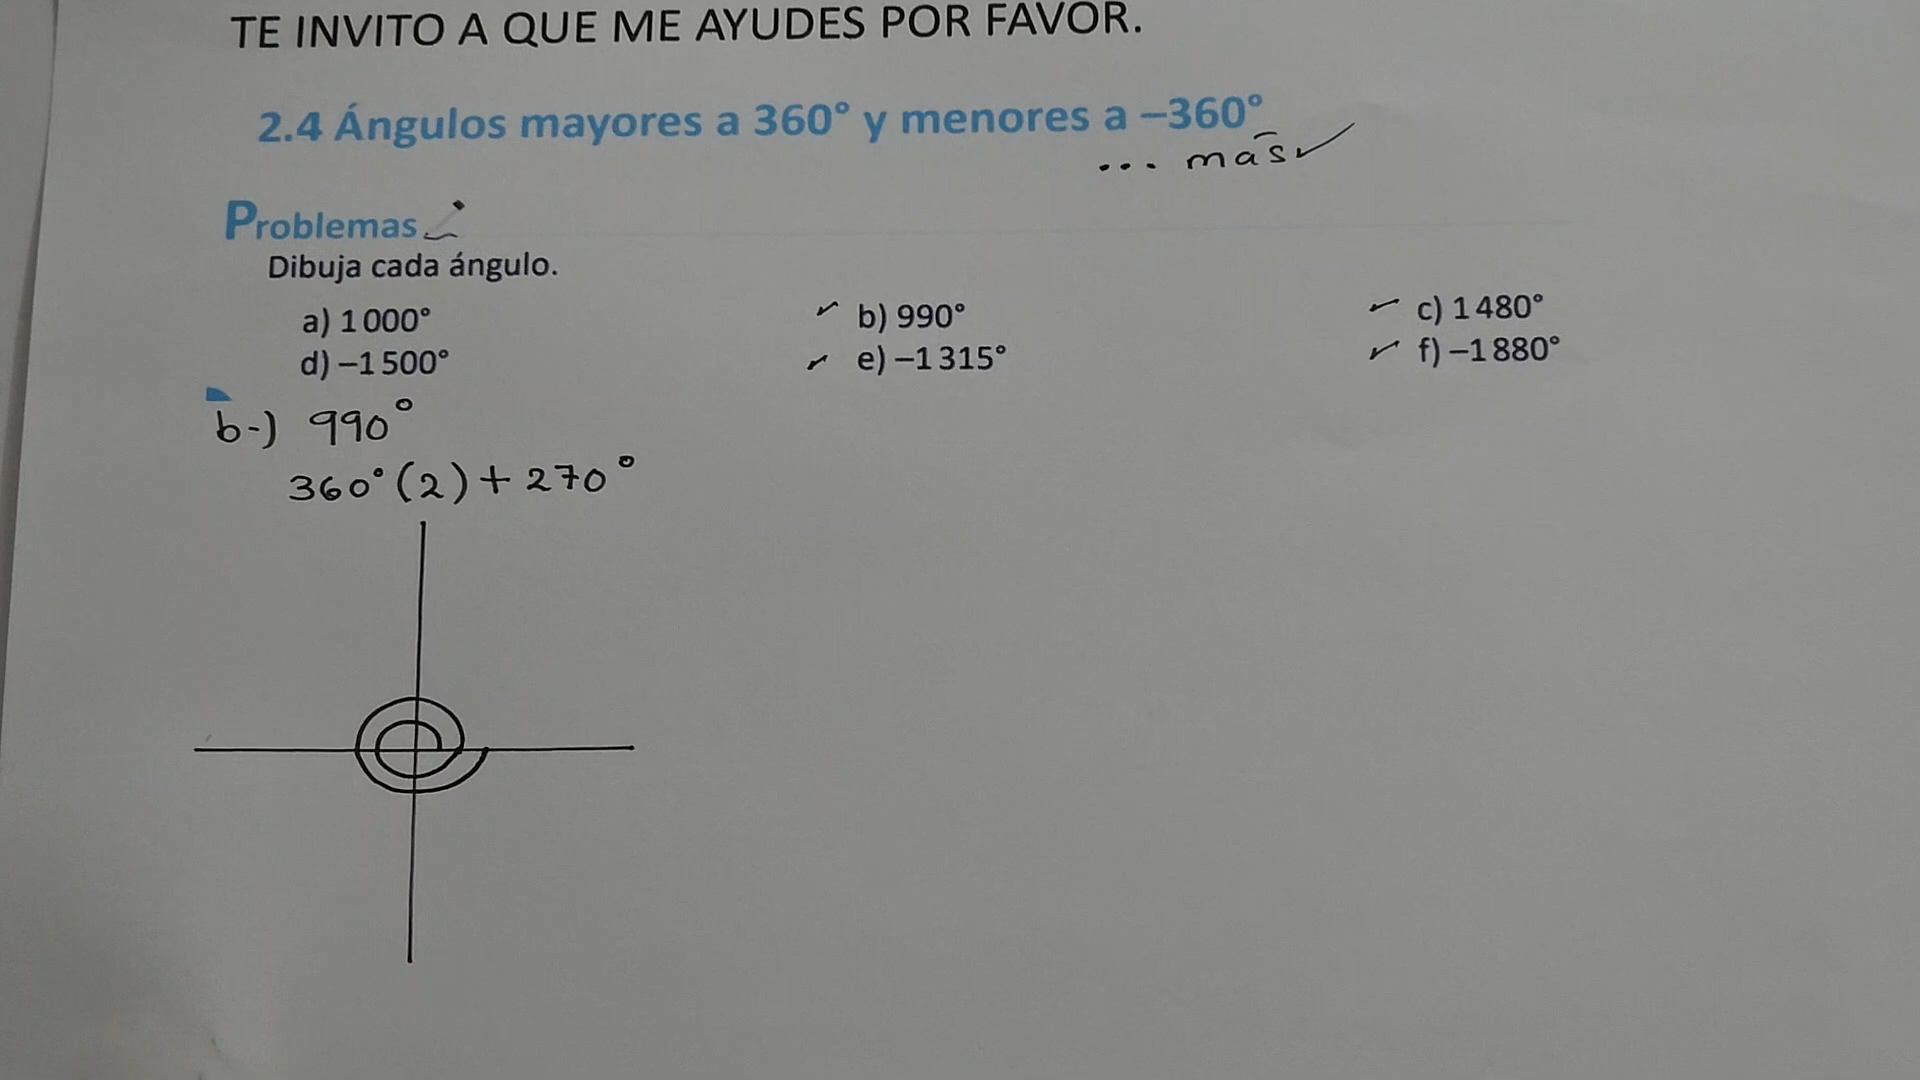 TE INVITO A QUE ME AYUDES POR FAVOR.
2.4 Ángulos mayores a 360° y menores a –360°
... más
Problemas
Dibuja cada ángulo.
a) 1 000° b) 990° c) 1 480°
d) –1 500° e) –1 315° f) –1 880°
b-) 990°
360°(2)+270°